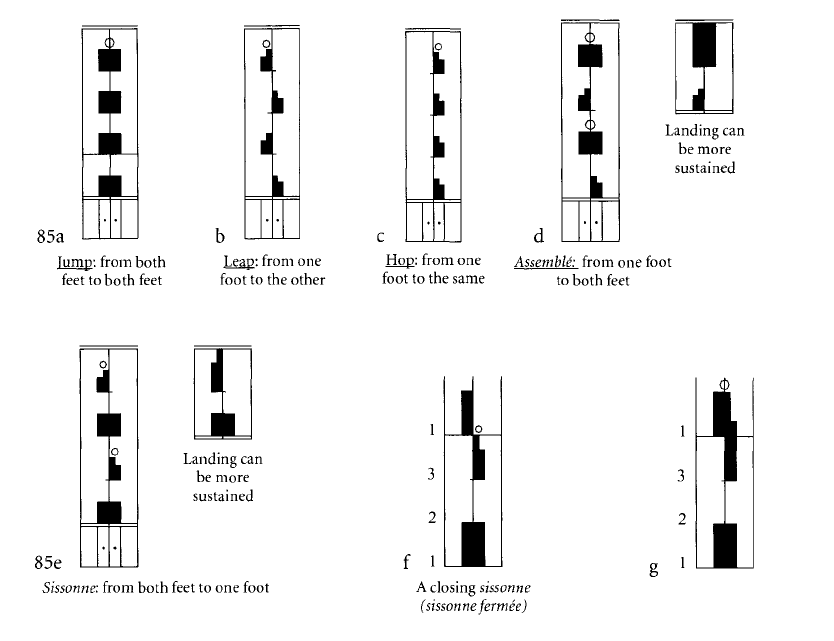 Landing can
be more
sustained
85a
b
c
d
Jump: from both
feet to both feet
Leap: from one
foot to the other
Hop: from one
foot to the same
Assemblé: from one foot
to both feet
Landing can
be more
sustained
85e
Sissonne: from both feet to one foot
1
3
2
f 1
A closing sissonne
(sissonne fermée)
1
3
2
g 1